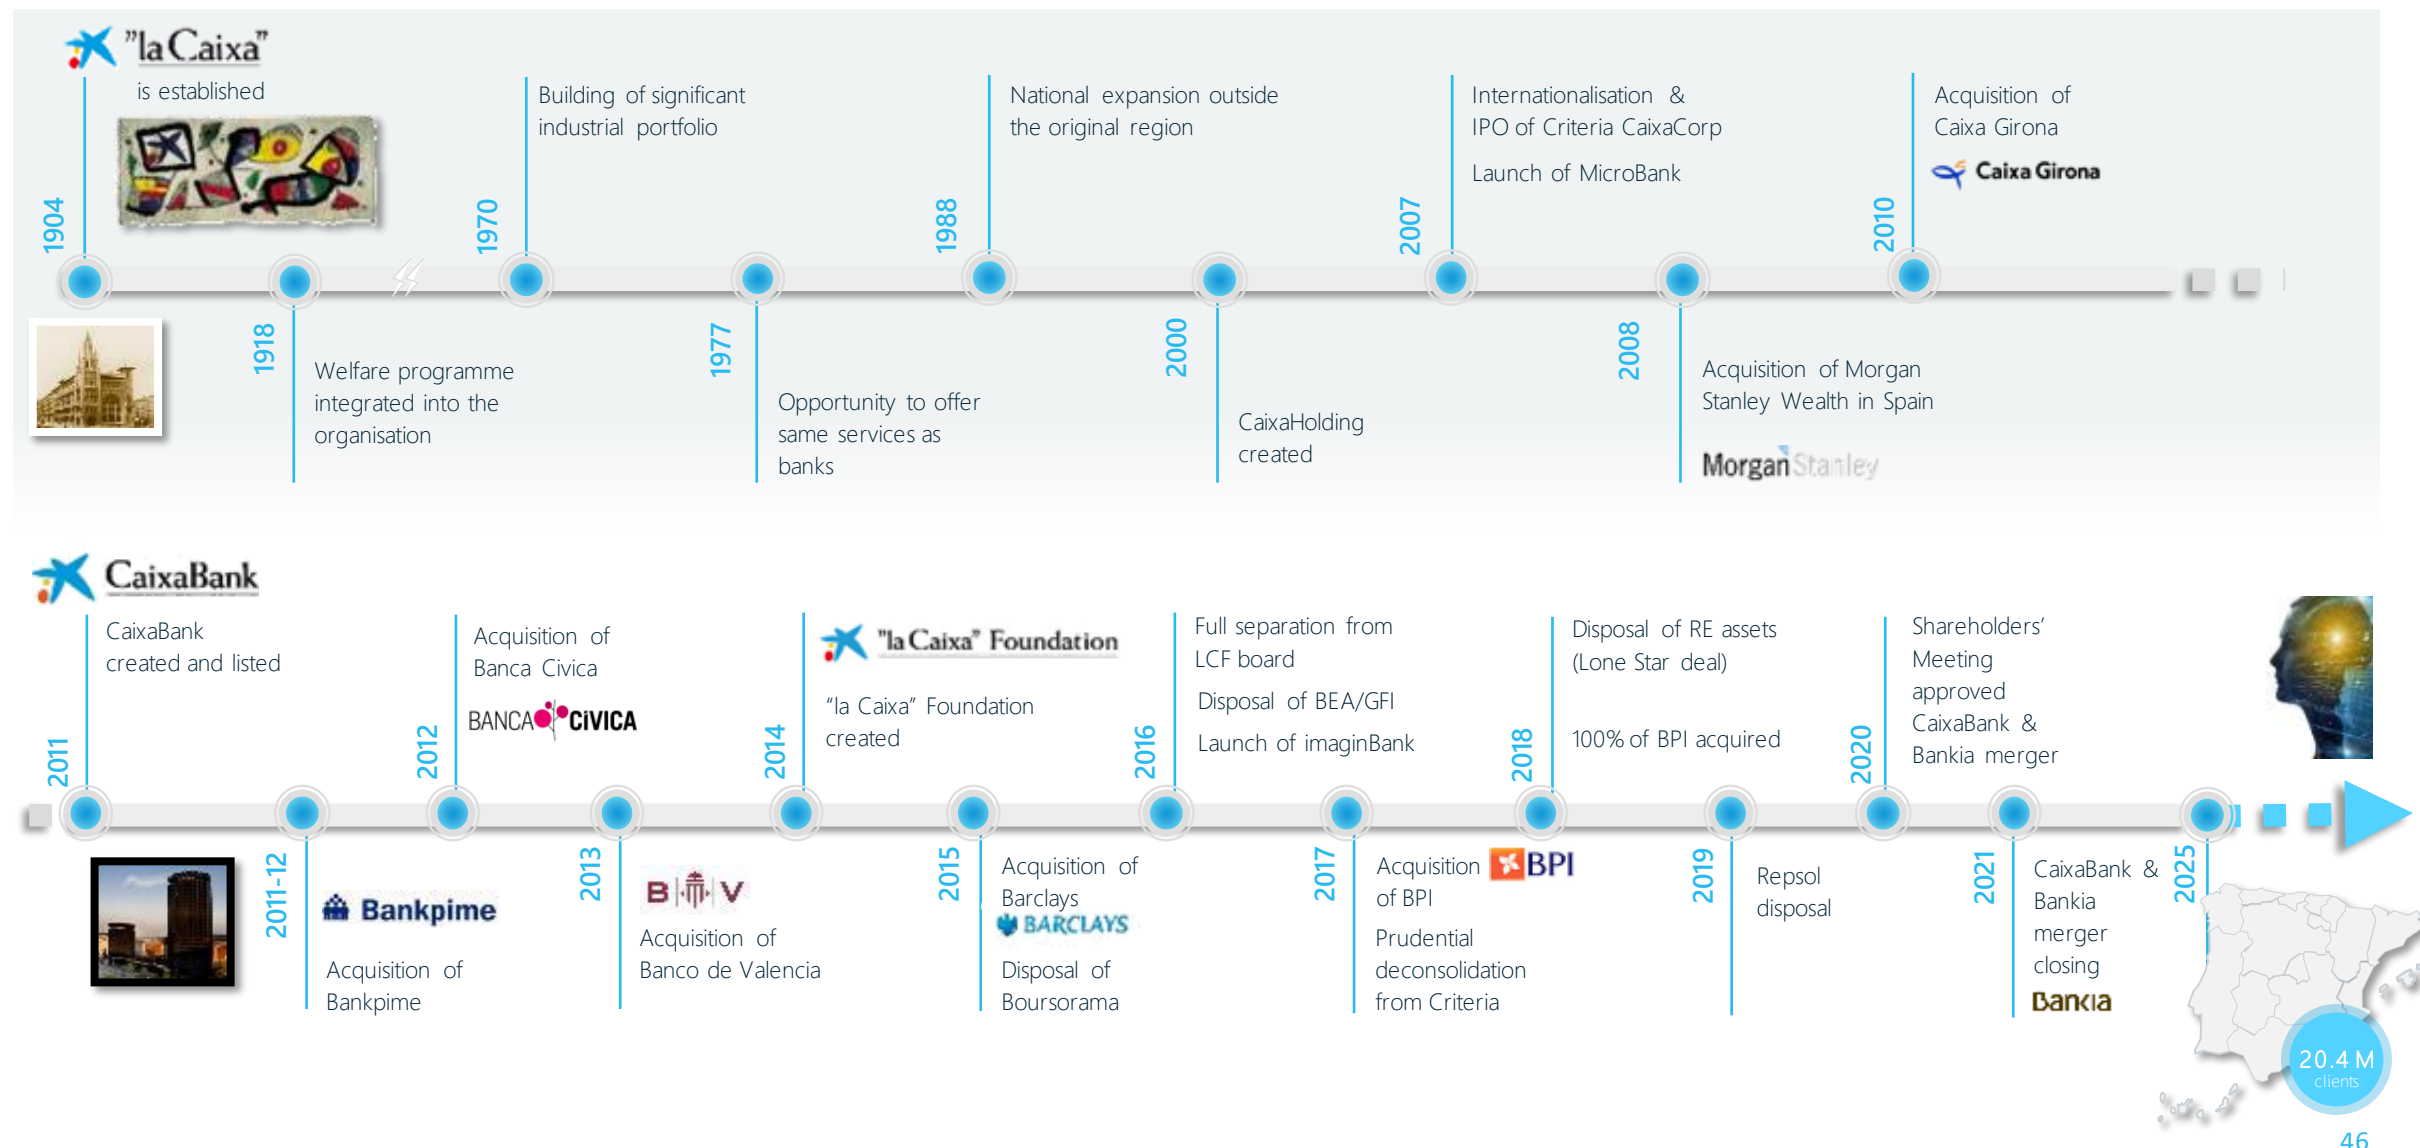 "la Caixa"
is established
1904
1918
Welfare programme
integrated into the
organisation
1970
Building of significant
industrial portfolio
1977
Opportunity to offer
same services as
banks
1988
National expansion outside
the original region
2000
CaixaHolding
created
2007
Internationalisation &
IPO of Criteria CaixaCorp
Launch of MicroBank
2008
Acquisition of Morgan
Stanley Wealth in Spain
Morgan Stanley
2010
Acquisition of
Caixa Girona
Caixa Girona
CaixaBank
2011
CaixaBank
created and listed
2011-12
Bankpime
Acquisition of
Bankpime
2012
Acquisition of
Banca Civica
BANCA CíVICA
2013
B V
Acquisition of
Banco de Valencia
2014
"la Caixa" Foundation
“la Caixa” Foundation
created
2015
Acquisition of
Barclays
BARCLAYS
Disposal of
Boursorama
2016
Full separation from
LCF board
Disposal of BEA/GFI
Launch of imaginBank
2017
Acquisition
of BPI
BPI
Prudential
deconsolidation
from Criteria
2018
Disposal of RE assets
(Lone Star deal)
100% of BPI acquired
2019
Repsol
disposal
2020
Shareholders’
Meeting
approved
CaixaBank &
Bankia merger
2021
CaixaBank &
Bankia
merger
closing
Bankia
2025
20.4 M
clients
46